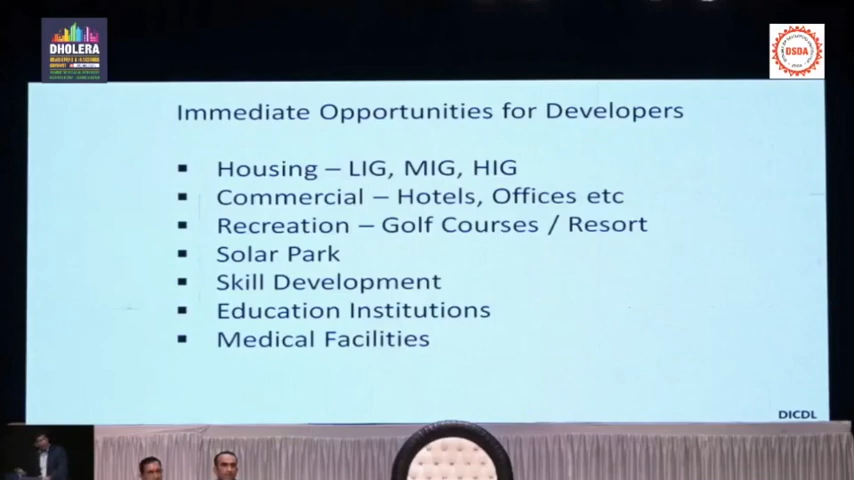 DHOLERA
DSDA
Immediate Opportunities for Developers
▪ Housing – LIG, MIG, HIG
▪ Commercial – Hotels, Offices etc
▪ Recreation – Golf Courses / Resort
▪ Solar Park
▪ Skill Development
▪ Education Institutions
▪ Medical Facilities
DICDL